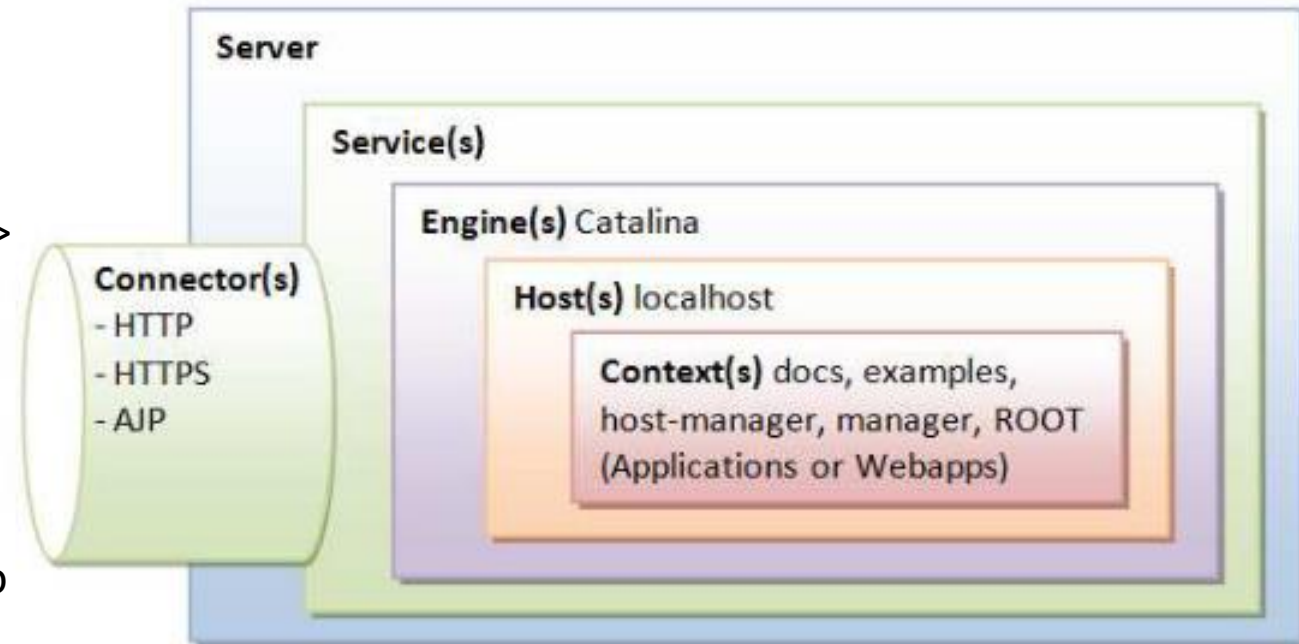 Server
Service(s)
Engine(s) Catalina
>
Connector(s)
- HTTP
- HTTPS
- AJP
Host(s) localhost
Context(s) docs, examples,
host-manager, manager, ROOT
(Applications or Webapps)